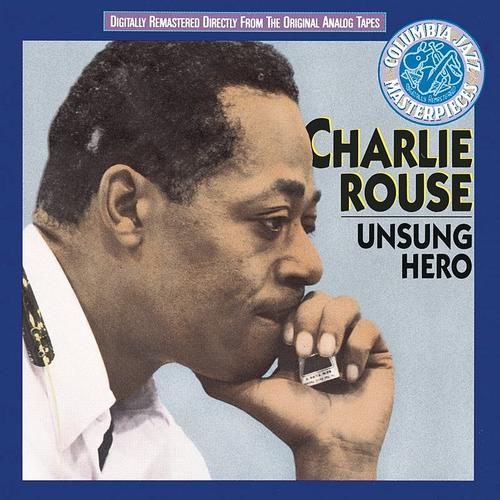 DIGITALLY REMASTERED DIRECTLY FROM THE ORIGINAL ANALOG TAPES
COLUMBIA JAZZ
MASTERPIECES
CHARLIE
ROUSE
UNSUNG
HERO